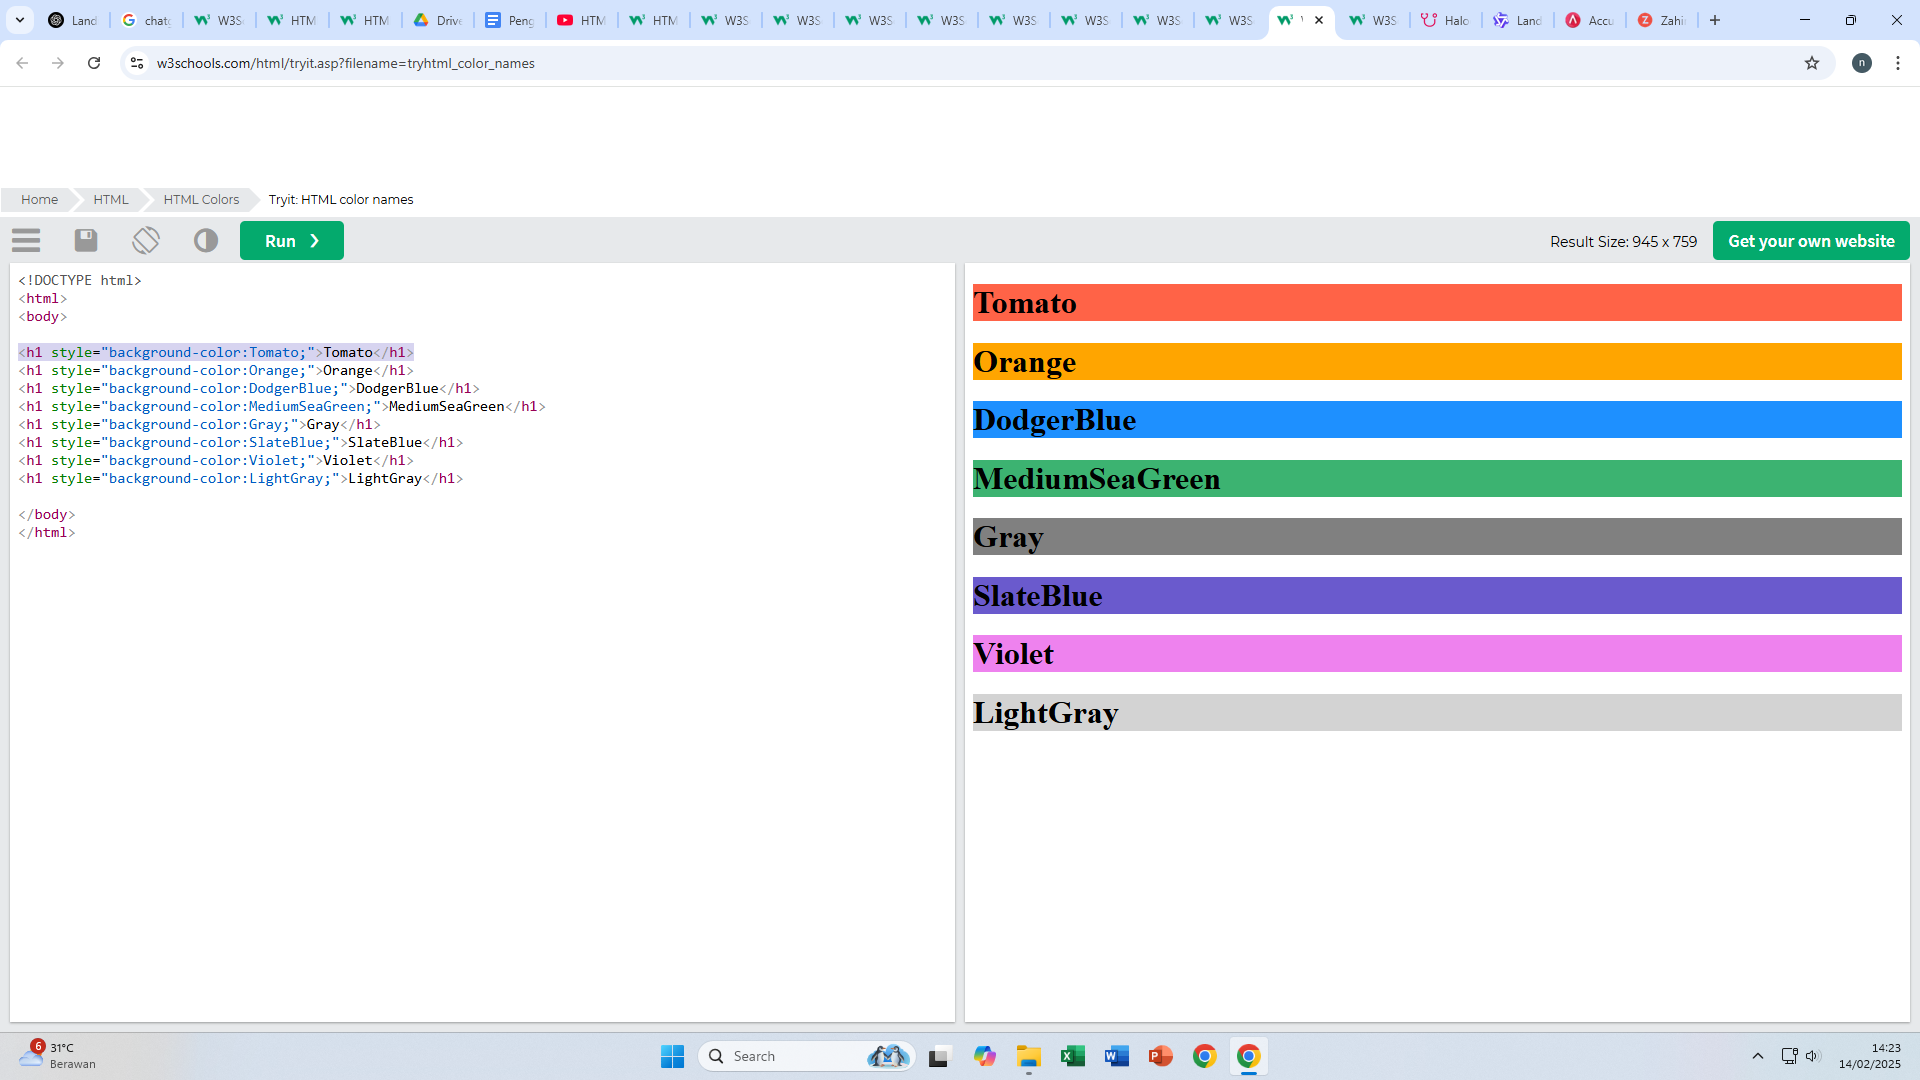 Land
chatg
W3Sc
HTM
HTM
Drive
Peng
HTM
HTM
W3S
W3S
W3S
W3S
W3S
W3S
W3S
W3S
W3S
Halo
Land
Accu
Zahi
w3schools.com/html/tryit.asp?filename=tryhtml_color_names
n
Home
HTML
HTML Colors
Tryit: HTML color names
Run ❯
Result Size: 945 x 759
Get your own website
<!DOCTYPE html>
<html>
<body>
<h1 style="background-color:Tomato;">Tomato</h1>
<h1 style="background-color:Orange;">Orange</h1>
<h1 style="background-color:DodgerBlue;">DodgerBlue</h1>
<h1 style="background-color:MediumSeaGreen;">MediumSeaGreen</h1>
<h1 style="background-color:Gray;">Gray</h1>
<h1 style="background-color:SlateBlue;">SlateBlue</h1>
<h1 style="background-color:Violet;">Violet</h1>
<h1 style="background-color:LightGray;">LightGray</h1>
</body>
</html>
Tomato
Orange
DodgerBlue
MediumSeaGreen
Gray
SlateBlue
Violet
LightGray
6
31°C
Berawan
Search
14:23
14/02/2025